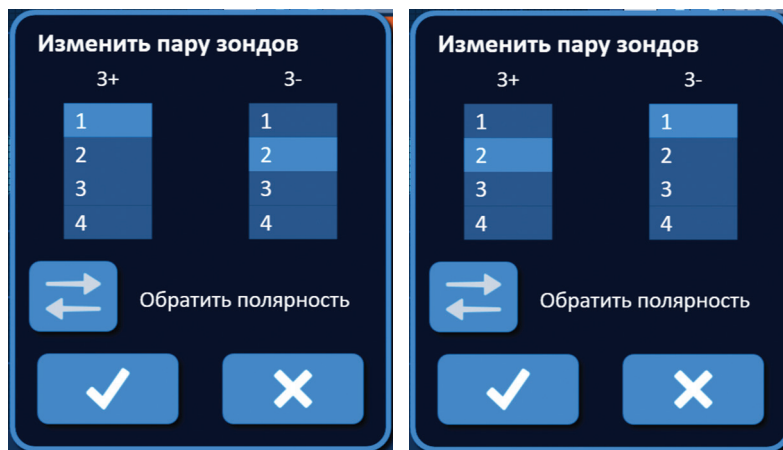 Изменить пару зондов
3+ 3-
1 1
2 2
3 3
4 4
Обратить полярность
Изменить пару зондов
3+ 3-
1 1
2 2
3 3
4 4
Обратить полярность